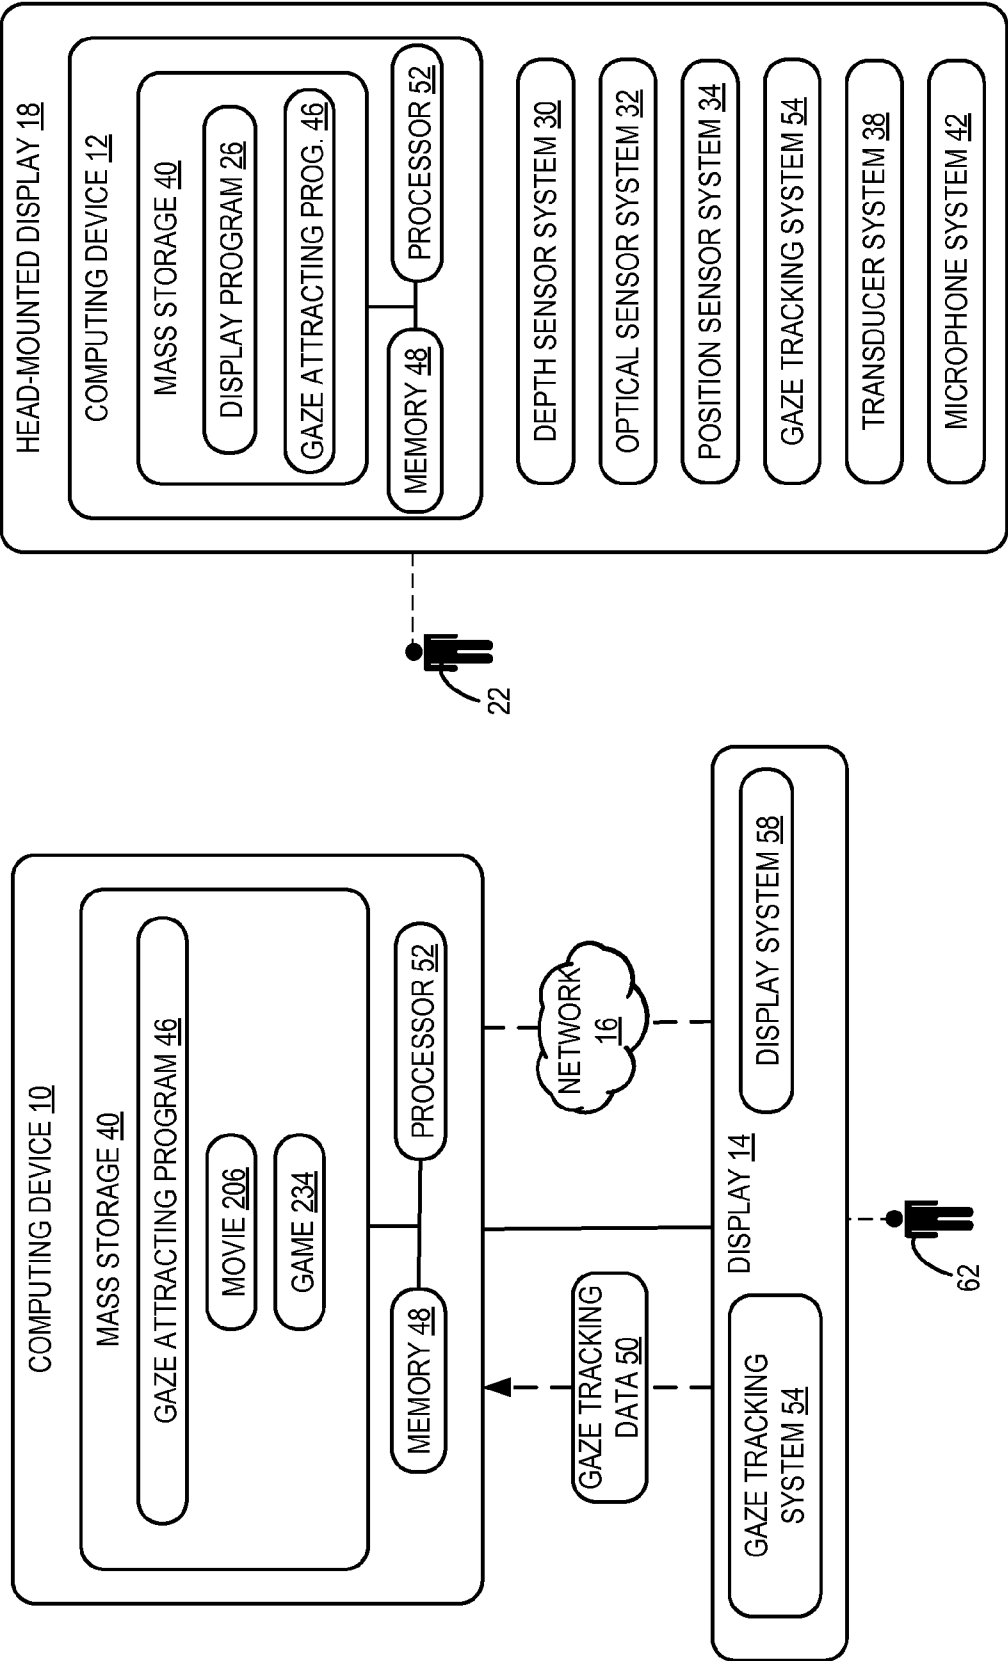 COMPUTING DEVICE 10
MASS STORAGE 40
GAZE ATTRACTING PROGRAM 46
MOVIE 206
GAME 234
MEMORY 48
PROCESSOR 52
GAZE TRACKING
DATA 50
NETWORK
16
DISPLAY 14
GAZE TRACKING
SYSTEM 54
DISPLAY SYSTEM 58
62
HEAD-MOUNTED DISPLAY 18
COMPUTING DEVICE 12
MASS STORAGE 40
DISPLAY PROGRAM 26
GAZE ATTRACTING PROG. 46
MEMORY 48
PROCESSOR 52
DEPTH SENSOR SYSTEM 30
OPTICAL SENSOR SYSTEM 32
POSITION SENSOR SYSTEM 34
GAZE TRACKING SYSTEM 54
TRANSDUCER SYSTEM 38
MICROPHONE SYSTEM 42
22